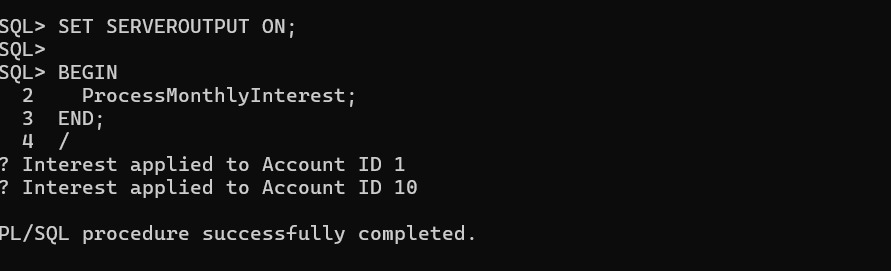 SQL> SET SERVEROUTPUT ON;
SQL>
SQL> BEGIN
  2    ProcessMonthlyInterest;
  3  END;
  4  /
? Interest applied to Account ID 1
? Interest applied to Account ID 10

PL/SQL procedure successfully completed.